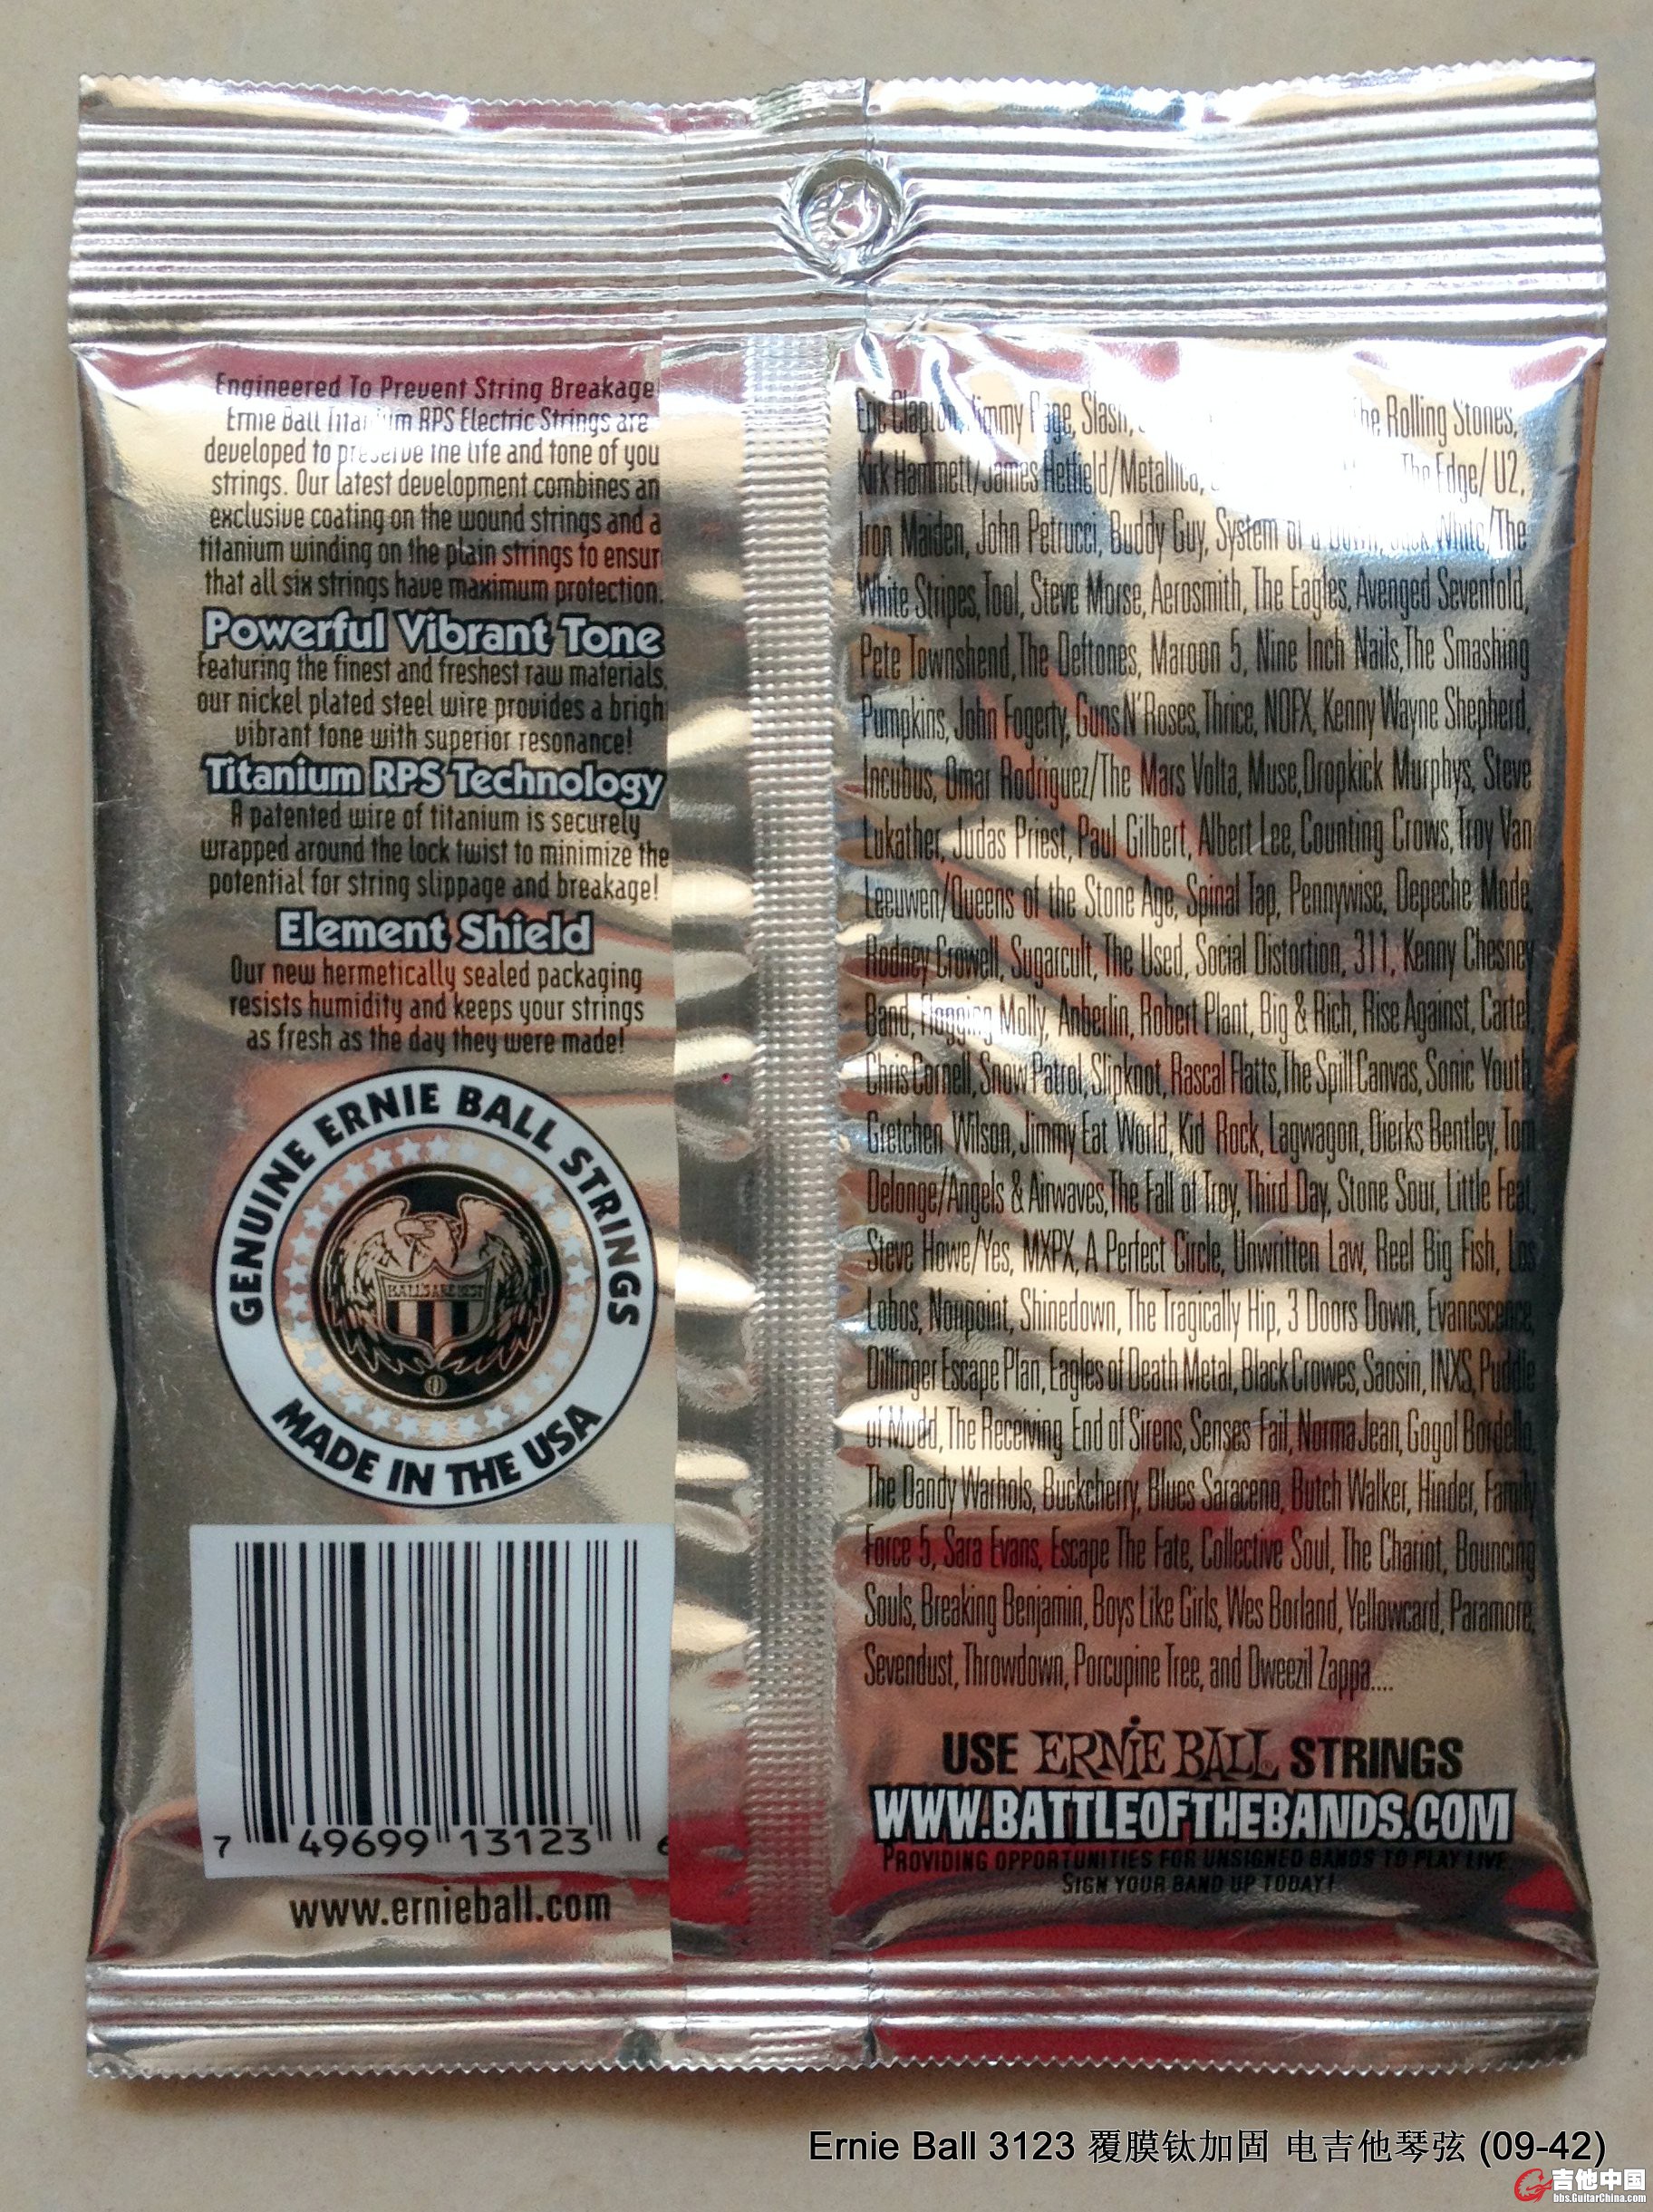 Engineered To Prevent String Breakage
Ernie Ball Titanium RPS Electric Strings are
developed to preserve the life and tone of you
strings. Our latest development combines an
exclusive coating on the wound strings and a
titanium winding on the plain strings to ensur
that all six strings have maximum protection.
Powerful Vibrant Tone
Featuring the finest and freshest raw materials,
our nickel plated steel wire provides a brigh
vibrant tone with superior resonance!
Titanium RPS Technology
A patented wire of titanium is securely
wrapped around the lock twist to minimize the
potential for string slippage and breakage!
Element Shield
Our new hermetically sealed packaging
resists humidity and keeps your strings
as fresh as the day they were made!
GENUINE ERNIE BALL STRINGS
BALLS ARE BEST
MADE IN THE USA
7 49699 13123 6
www.ernieball.com
Eric Clapton, Jimmy Page, Slash, The Rolling Stones,
Kirk Hammett/James Hetfield/Metallica, The Edge/ U2,
Iron Maiden, John Petrucci, Buddy Guy, System of a Down, Jack White/The
White Stripes, Tool, Steve Morse, Aerosmith, The Eagles, Avenged Sevenfold,
Pete Townshend, The Deftones, Maroon 5, Nine Inch Nails, The Smashing
Pumpkins, John Fogerty, Guns N' Roses, Thrice, NOFX, Kenny Wayne Shepherd,
Incubus, Omar Rodriguez/The Mars Volta, Muse, Dropkick Murphys, Steve
Lukather, Judas Priest, Paul Gilbert, Albert Lee, Counting Crows, Troy Van
Leeuwen/Queens of the Stone Age, Spinal Tap, Pennywise, Depeche Mode,
Rodney Crowell, Sugarcult, The Used, Social Distortion, 311, Kenny Chesney
Band, Flogging Molly, Anberlin, Robert Plant, Big & Rich, Rise Against, Cartel,
Chris Cornell, Snow Patrol, Slipknot, Rascal Flatts, The Spill Canvas, Sonic Youth,
Gretchen Wilson, Jimmy Eat World, Kid Rock, Lagwagon, Dierks Bentley, Tom
Delonge/Angels & Airwaves, The Fall of Troy, Third Day, Stone Sour, Little Feat,
Steve Howe/Yes, MXPX, A Perfect Circle, Unwritten Law, Reel Big Fish, Los
Lobos, Nonpoint, Shinedown, The Tragically Hip, 3 Doors Down, Evanescence,
Dillinger Escape Plan, Eagles of Death Metal, Black Crowes, Saosin, INXS, Puddle
of Mudd, The Receiving End of Sirens, Senses Fail, Norma Jean, Gogol Bordello,
The Dandy Warhols, Buckcherry, Blues Saraceno, Butch Walker, Hinder, Family
Force 5, Sara Evans, Escape The Fate, Collective Soul, The Chariot, Bouncing
Souls, Breaking Benjamin, Boys Like Girls, Wes Borland, Yellowcard, Paramore,
Sevendust, Throwdown, Porcupine Tree, and Dweezil Zappa....
USE ERNIE BALL STRINGS
WWW.BATTLEOFTHEBANDS.COM
PROVIDING OPPORTUNITIES FOR UNSIGNED BANDS TO PLAY LIVE
SIGN YOUR BAND UP TODAY!
Ernie Ball 3123 覆膜钛加固 电吉他琴弦 (09-42)
吉他中国
bbs.GuitarChina.com